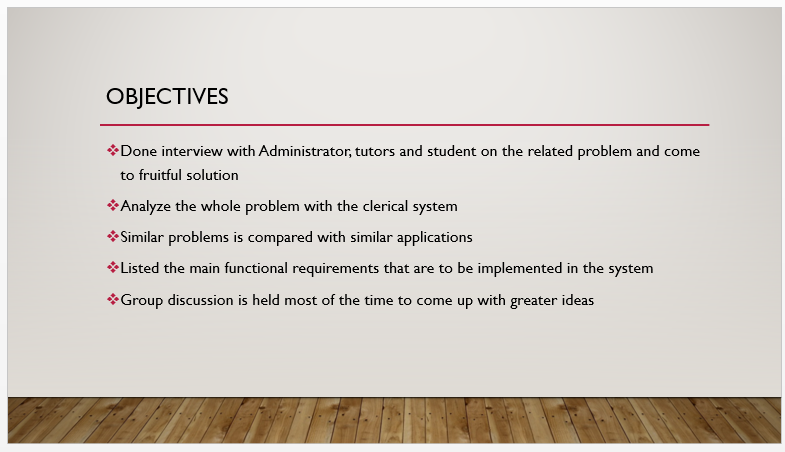 OBJECTIVES
❖Done interview with Administrator, tutors and student on the related problem and come
to fruitful solution
❖Analyze the whole problem with the clerical system
❖Similar problems is compared with similar applications
❖Listed the main functional requirements that are to be implemented in the system
❖Group discussion is held most of the time to come up with greater ideas